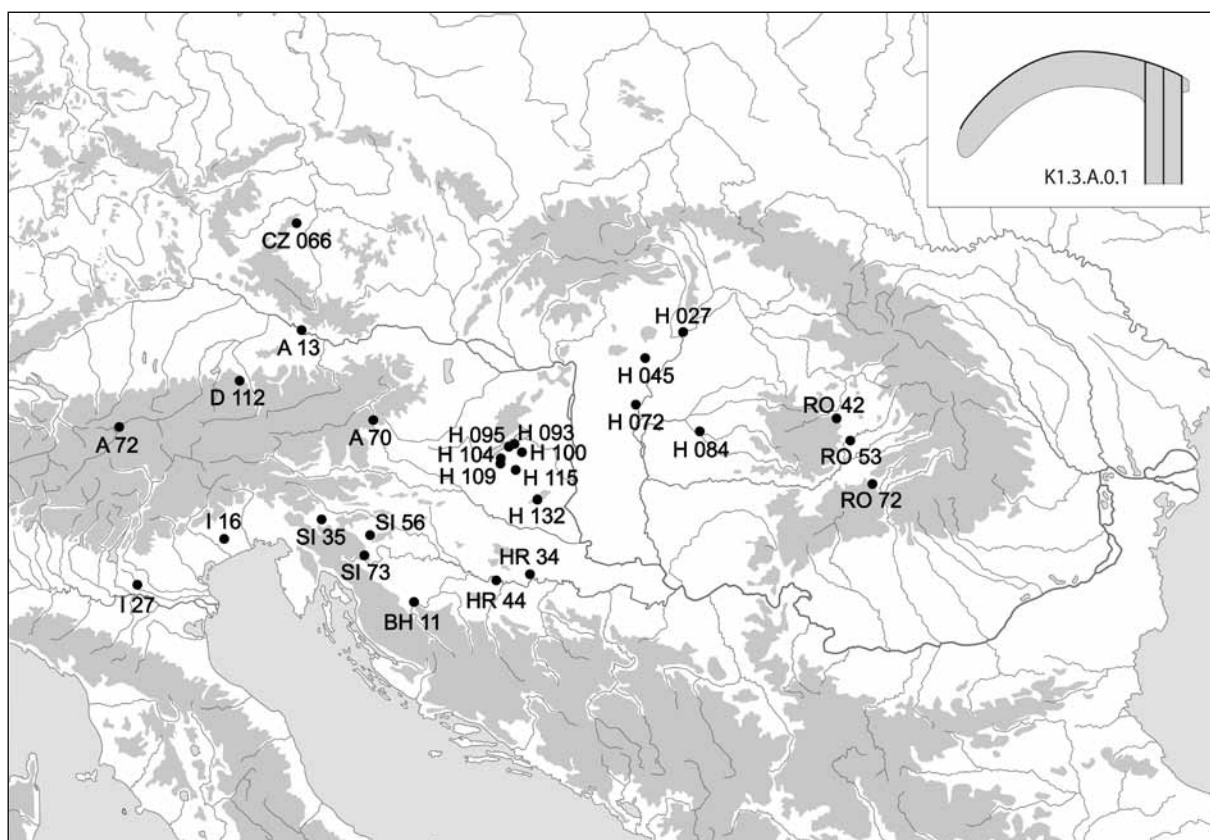 K1.3.A.0.1
CZ 066
A 13
H 027
H 045
D 112
H 072
RO 42
A 72
A 70
H 095
H 093
H 084
RO 53
H 104
H 100
H 109
H 115
RO 72
H 132
I 16
SI 35
SI 56
SI 73
HR 34
I 27
HR 44
BH 11